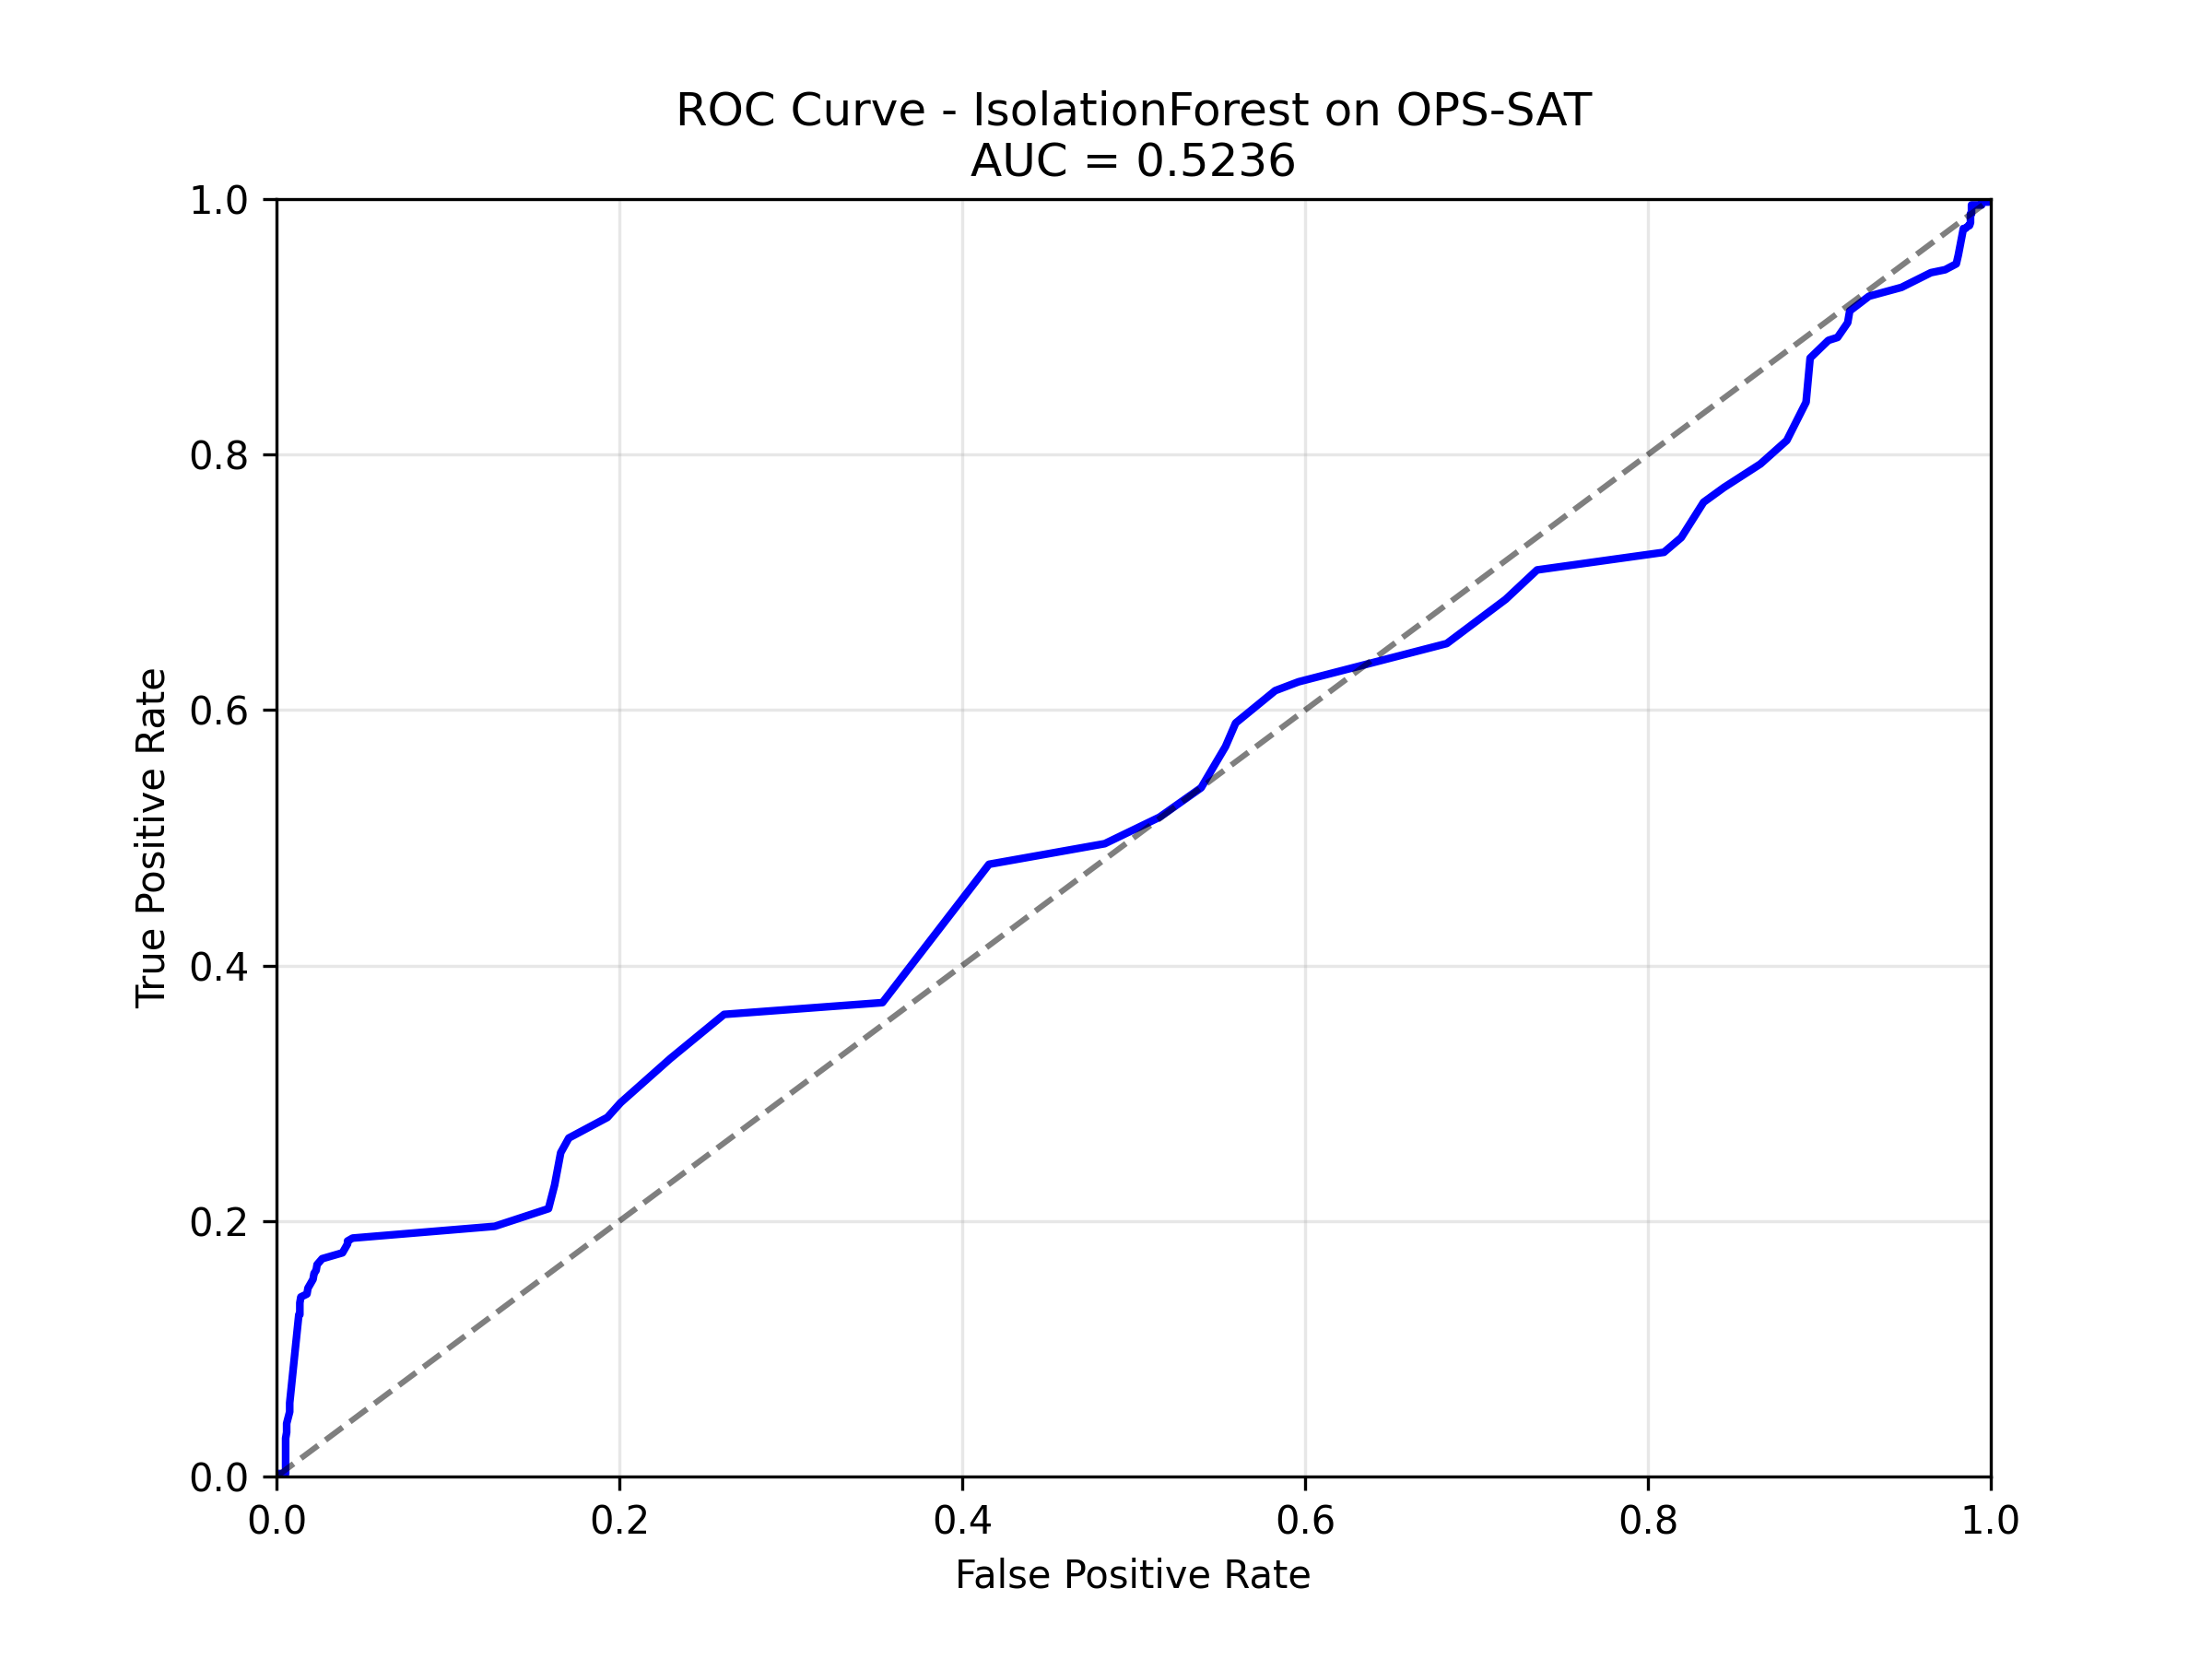 ROC Curve - IsolationForest on OPS-SAT
AUC = 0.5236
1.0
0.8
0.6
0.4
0.2
0.0
True Positive Rate
0.0 0.2 0.4 0.6 0.8 1.0
False Positive Rate